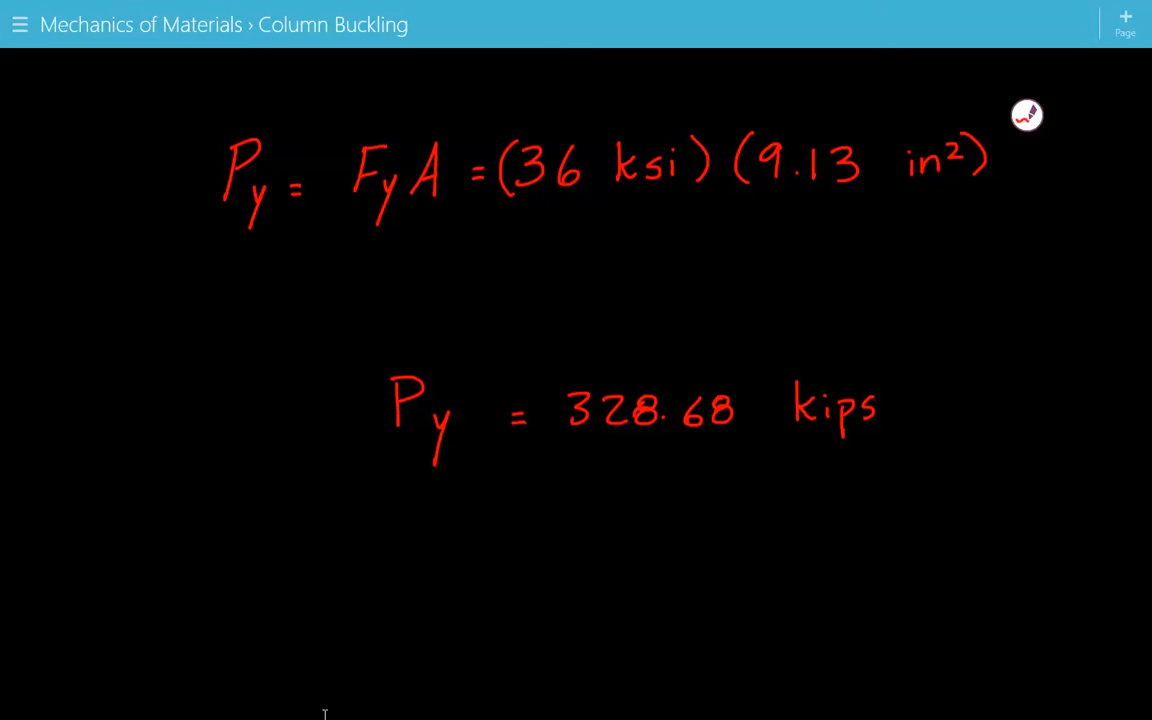 Mechanics of Materials › Column Buckling
Page
Py = FyA = (36 ksi) (9.13 in²)
Py = 328.68 kips